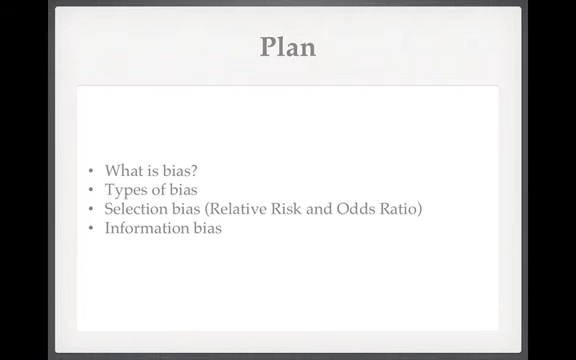 Plan
• What is bias?
• Types of bias
• Selection bias (Relative Risk and Odds Ratio)
• Information bias